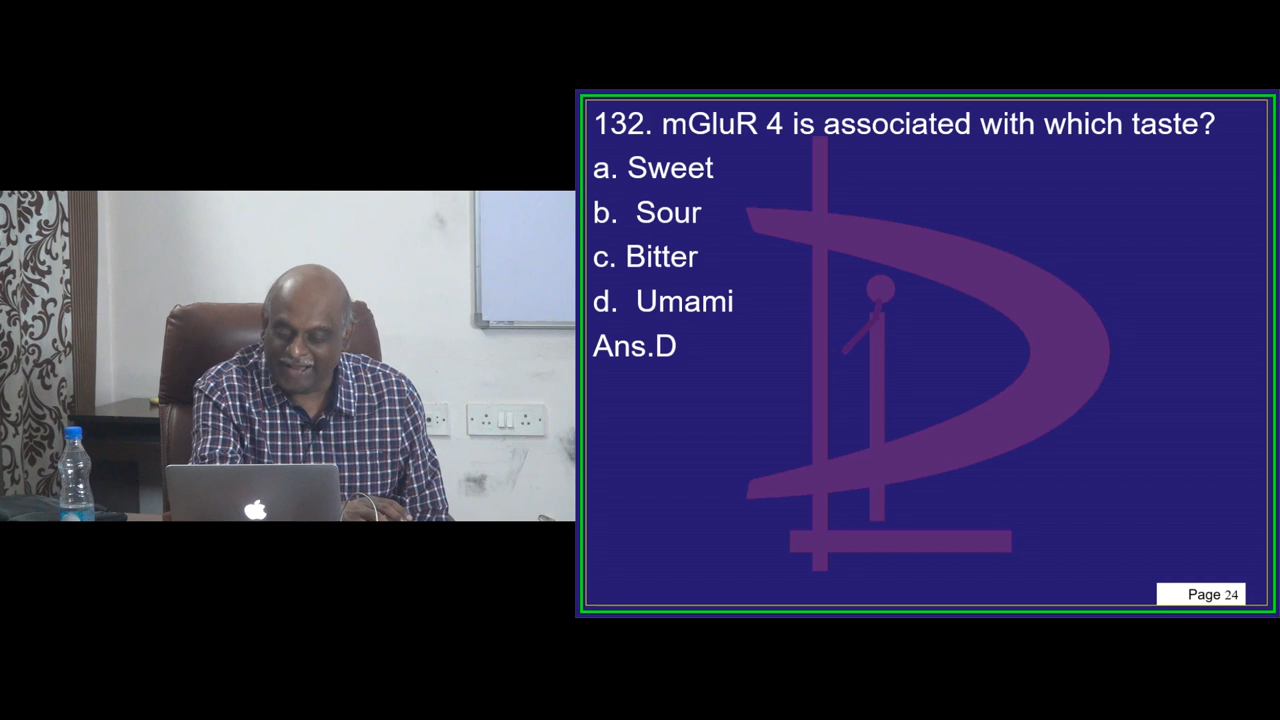 132. mGluR 4 is associated with which taste?
a. Sweet
b. Sour
c. Bitter
d. Umami
Ans.D
Page 24